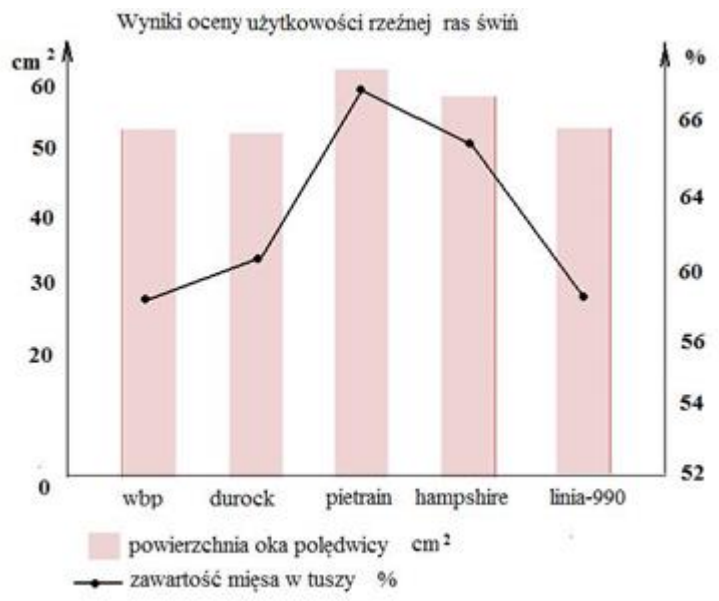 Wyniki oceny użytkowości rzeźnej ras świń
cm 2
%
60
50
40
30
20
0
66
64
60
56
54
52
wbp durock pietrain hampshire linia-990
powierzchnia oka polędwicy cm 2
zawartość mięsa w tuszy %